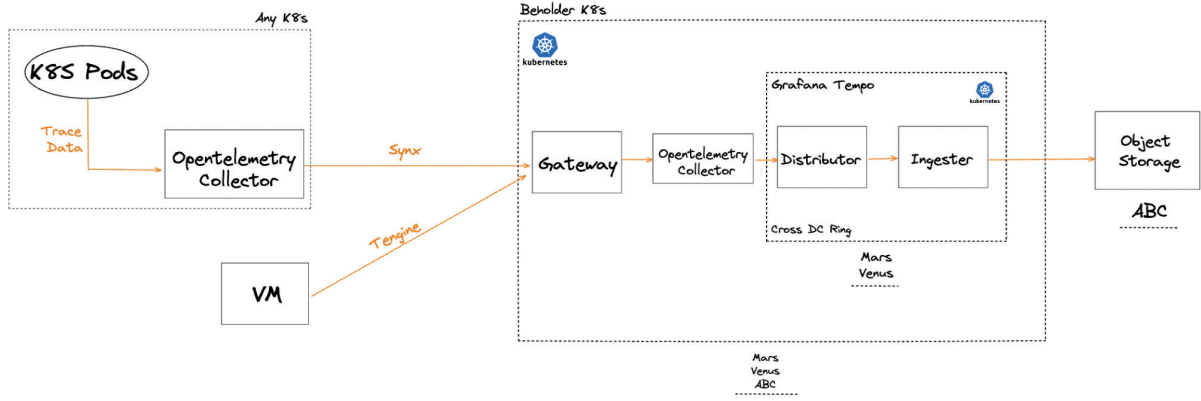 Any K8s
K8S Pods
Trace
Data
Opentelemetry
Collector
Synx
Tengine
VM
Beholder K8s
kubernetes
Gateway
Opentelemetry
Collector
Grafana Tempo
kubernetes
Distributor
Ingester
Cross DC Ring
Mars
Venus
Mars
Venus
ABC
Object
Storage
ABC